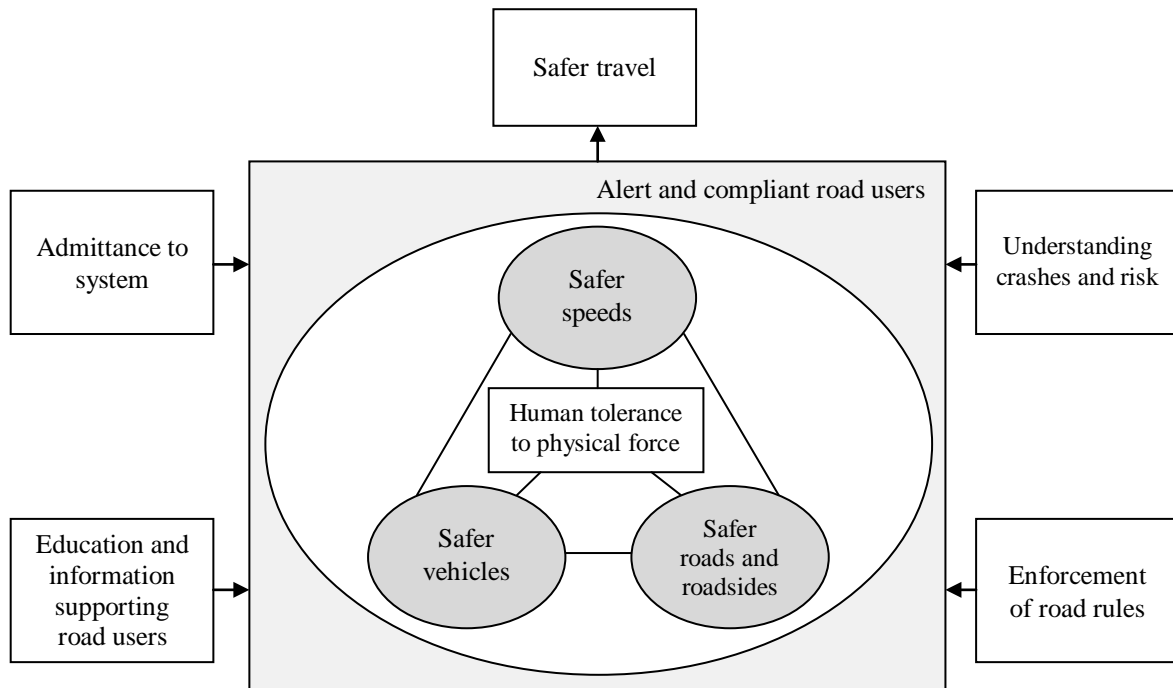 Safer travel
Alert and compliant road users
Admittance to
system
Understanding
crashes and risk
Safer
speeds
Human tolerance
to physical force
Safer
vehicles
Safer
roads and
roadsides
Education and
information
supporting
road users
Enforcement
of road rules